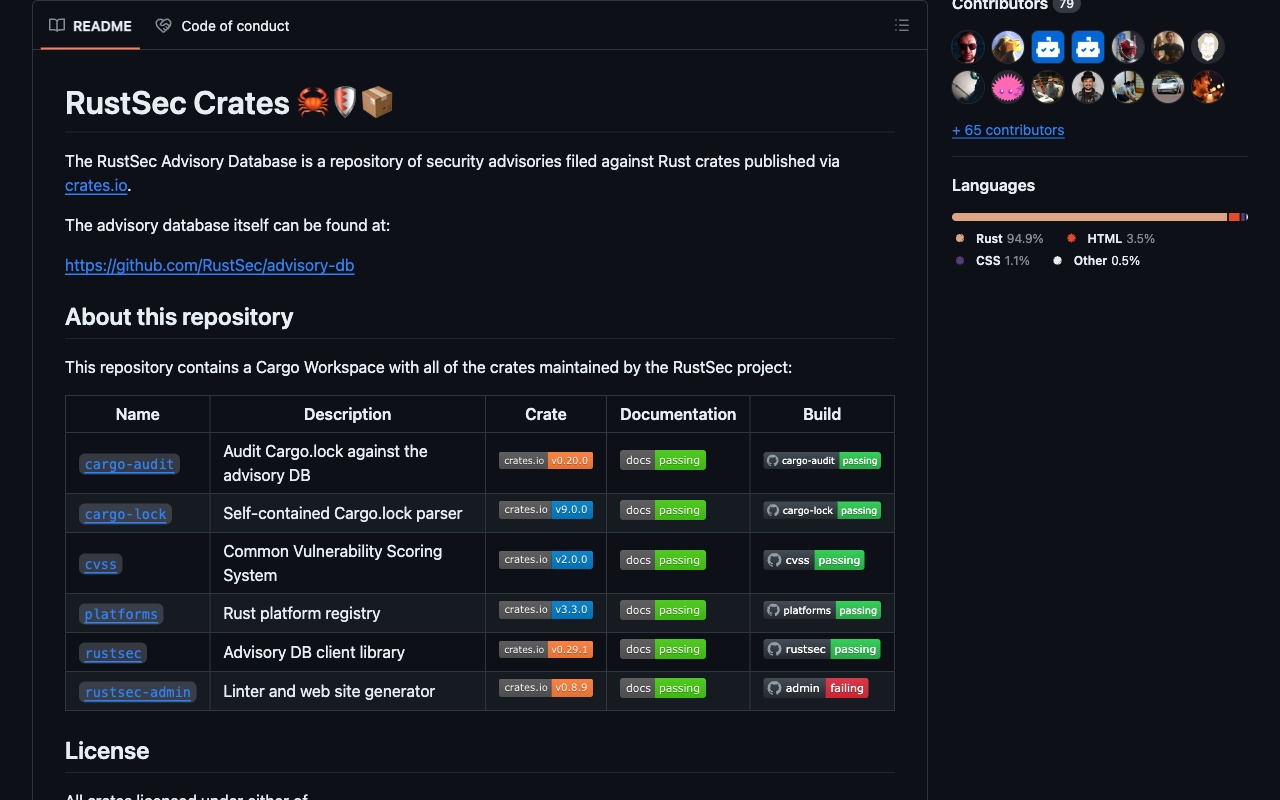 README
Code of conduct
RustSec Crates 🦀🛡️📦
The RustSec Advisory Database is a repository of security advisories filed against Rust crates published via
crates.io.
The advisory database itself can be found at:
https://github.com/RustSec/advisory-db
About this repository
This repository contains a Cargo Workspace with all of the crates maintained by the RustSec project:
Name Description Crate Documentation Build
cargo-audit Audit Cargo.lock against the advisory DB crates.io v0.20.0 docs passing cargo-audit passing
cargo-lock Self-contained Cargo.lock parser crates.io v9.0.0 docs passing cargo-lock passing
cvss Common Vulnerability Scoring System crates.io v2.0.0 docs passing cvss passing
platforms Rust platform registry crates.io v3.3.0 docs passing platforms passing
rustsec Advisory DB client library crates.io v0.29.1 docs passing rustsec passing
rustsec-admin Linter and web site generator crates.io v0.8.9 docs passing admin failing
License
All crates licensed under either of
Contributors 79
+ 65 contributors
Languages
Rust 94.9% HTML 3.5%
CSS 1.1% Other 0.5%